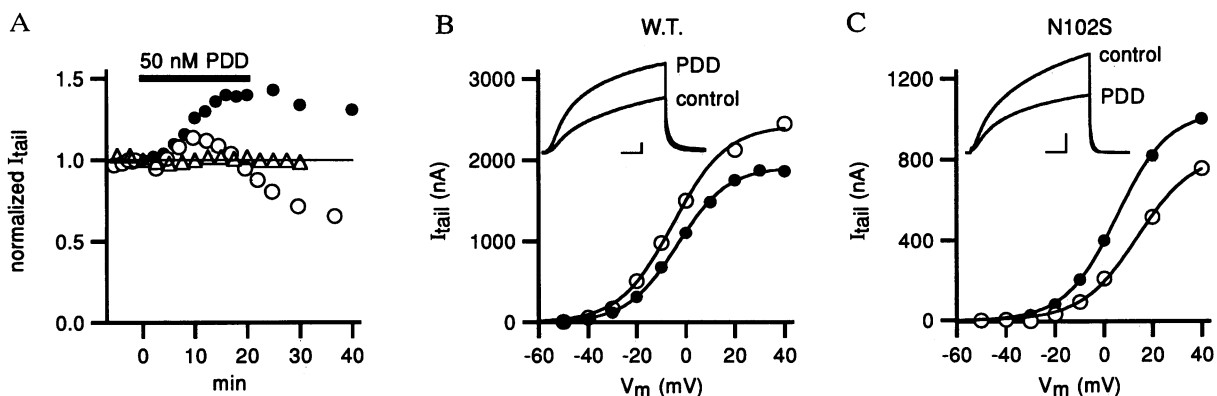 A
50 nM PDD
1.5
1.0
0.5
0.0
normalized Itail
0 10 20 30 40
min
B
W.T.
PDD
control
3000
2000
1000
0
Itail (nA)
-60 -40 -20 0 20 40
Vm (mV)
C
N102S
control
PDD
1200
800
400
0
Itail (nA)
-60 -40 -20 0 20 40
Vm (mV)